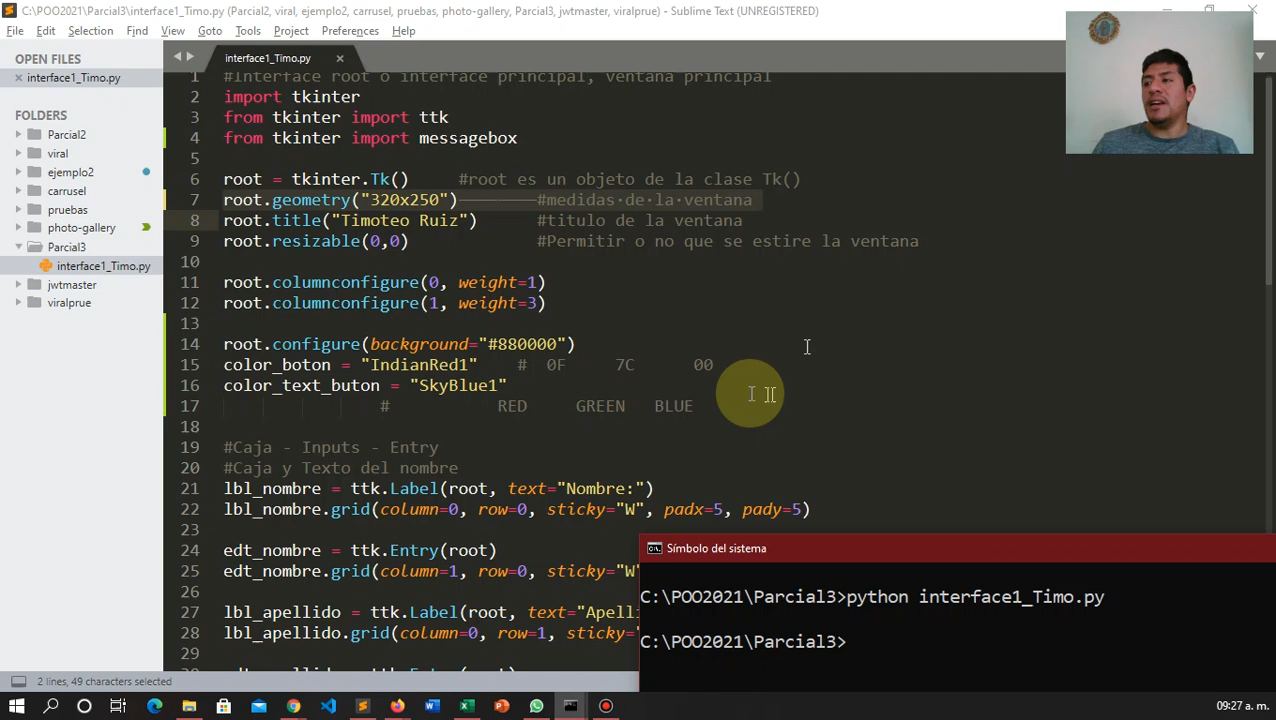 C:\POO2021\Parcial3\interface1_Timo.py (Parcial2, viral, ejemplo2, carrusel, pruebas, photo-gallery, Parcial3, jwtmaster, viralprue) - Sublime Text (UNREGISTERED)
File Edit Selection Find View Goto Tools Project Preferences Help
OPEN FILES
interface1_Timo.py
FOLDERS
Parcial2
viral
ejemplo2
carrusel
pruebas
photo-gallery
Parcial3
interface1_Timo.py
jwtmaster
viralprue
interface1_Timo.py
1 #Interface root o interface principal, ventana principal
2 import tkinter
3 from tkinter import ttk
4 from tkinter import messagebox
5
6 root = tkinter.Tk() #root es un objeto de la clase Tk()
7 root.geometry("320x250") #medidas de la ventana
8 root.title("Timoteo Ruiz") #titulo de la ventana
9 root.resizable(0,0) #Permitir o no que se estire la ventana
10
11 root.columnconfigure(0, weight=1)
12 root.columnconfigure(1, weight=3)
13
14 root.configure(background="#880000")
15 color_boton = "IndianRed1" # 0F 7C 00
16 color_text_buton = "SkyBlue1"
17 # RED GREEN BLUE
18
19 #Caja - Inputs - Entry
20 #Caja y Texto del nombre
21 lbl_nombre = ttk.Label(root, text="Nombre:")
22 lbl_nombre.grid(column=0, row=0, sticky="W", padx=5, pady=5)
23
24 edt_nombre = ttk.Entry(root)
25 edt_nombre.grid(column=1, row=0, sticky="W"
26
27 lbl_apellido = ttk.Label(root, text="Apell
28 lbl_apellido.grid(column=0, row=1, sticky=
29
Símbolo del sistema
C:\POO2021\Parcial3>python interface1_Timo.py
C:\POO2021\Parcial3>
2 lines, 49 characters selected
09:27 a. m.